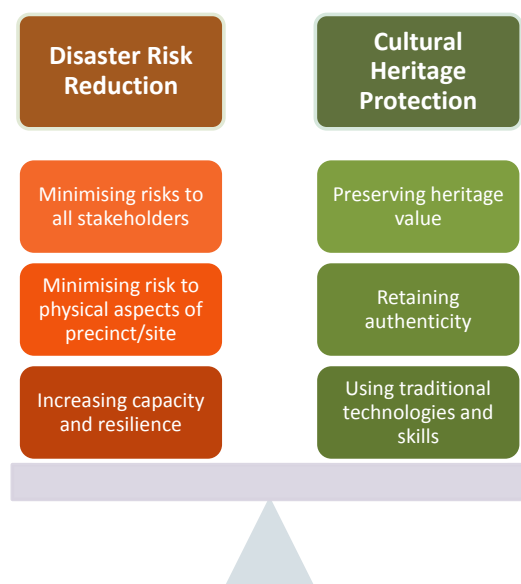 Disaster Risk
Reduction
Cultural
Heritage
Protection
Minimising risks to
all stakeholders
Preserving heritage
value
Minimising risk to
physical aspects of
precinct/site
Retaining
authenticity
Increasing capacity
and resilience
Using traditional
technologies and
skills